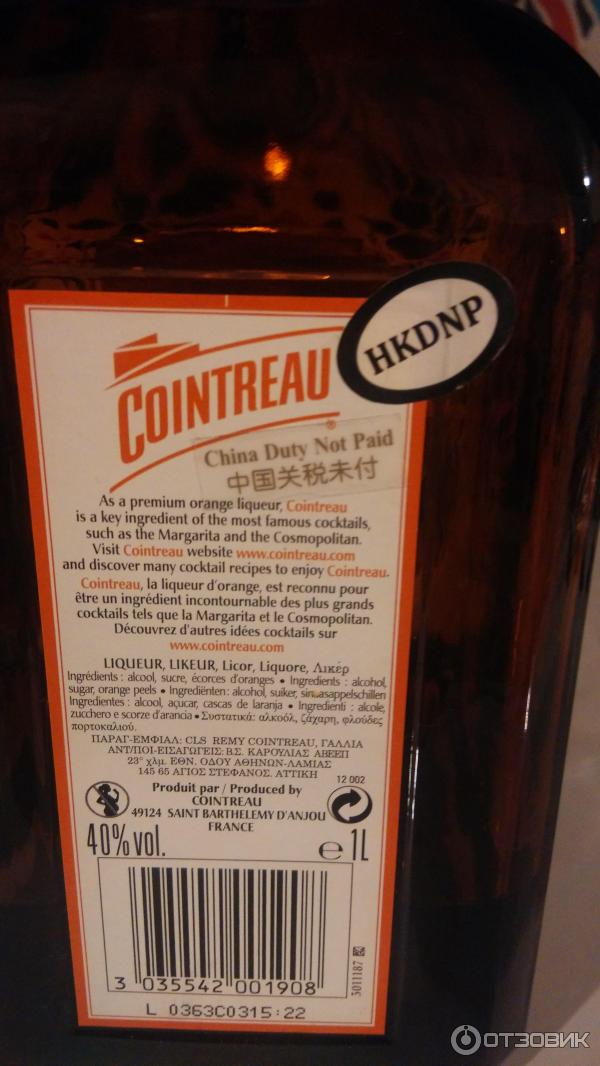 HKDNP
COINTREAU
®
China Duty Not Paid
中国关税未付
As a premium orange liqueur, Cointreau
is a key ingredient of the most famous cocktails,
such as the Margarita and the Cosmopolitan.
Visit Cointreau website www.cointreau.com
and discover many cocktail recipes to enjoy Cointreau.
Cointreau, la liqueur d'orange, est reconnu pour
être un ingrédient incontournable des plus grands
cocktails tels que la Margarita et le Cosmopolitan.
Découvrez d'autres idées cocktails sur
www.cointreau.com
LIQUEUR, LIKEUR, Licor, Liquore, Λικέρ
Ingrédients : alcool, sucre, écorces d'oranges • Ingredients : alcohol,
sugar, orange peels • Ingrediënten: alcohol, suiker, sinaasappelschillen
Ingredientes : alcool, açucar, cascas de laranja • Ingredienti : alcole,
zucchero e scorze d'arancia • Συστατικά: αλκοόλ, ζάχαρη, φλούδες
πορτοκαλιού.
ΠΑΡΑΓ-ΕΜΦΙΑΛ: CLS REMY COINTREAU, ΓΑΛΛΙΑ
ΑΝΤ/ΠΟΙ-ΕΙΣΑΓΩΓΕΙΣ: Β.Σ. ΚΑΡΟΥΛΙΑΣ ΑΒΕΕΠ
23° χλμ. ΕΘΝ. ΟΔΟΥ ΑΘΗΝΩΝ-ΛΑΜΙΑΣ
145 65 ΑΓΙΟΣ ΣΤΕΦΑΝΟΣ. ΑΤΤΙΚΗ
12 002
Produit par / Produced by
COINTREAU
49124 SAINT BARTHELEMY D'ANJOU
FRANCE
40% vol.
e 1L
3 035542 001908
3011187
L 0363C0315:22
ОТЗОВИК